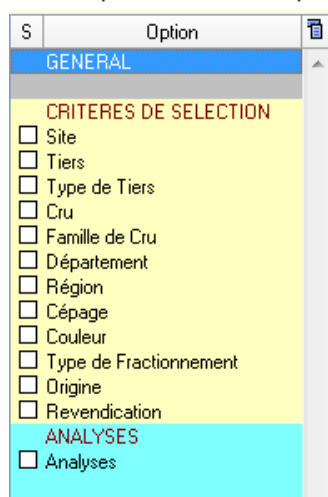 S Option
GENERAL
CRITERES DE SELECTION
Site
Tiers
Type de Tiers
Cru
Famille de Cru
Département
Région
Cépage
Couleur
Type de Fractionnement
Origine
Revendication
ANALYSES
Analyses